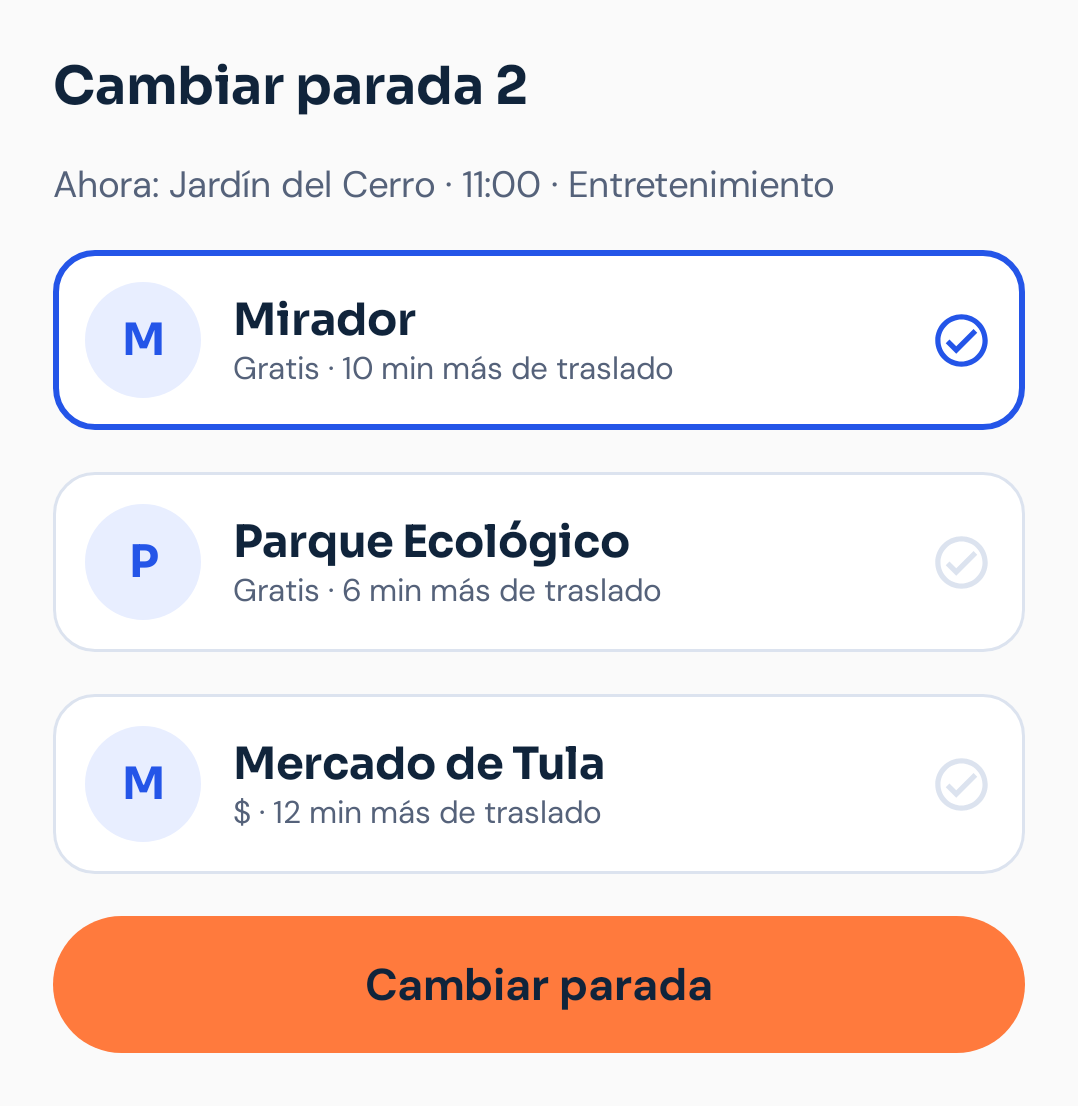 Cambiar parada 2
Ahora: Jardín del Cerro · 11:00 · Entretenimiento
M
Mirador
Gratis · 10 min más de traslado
P
Parque Ecológico
Gratis · 6 min más de traslado
M
Mercado de Tula
$ · 12 min más de traslado
Cambiar parada